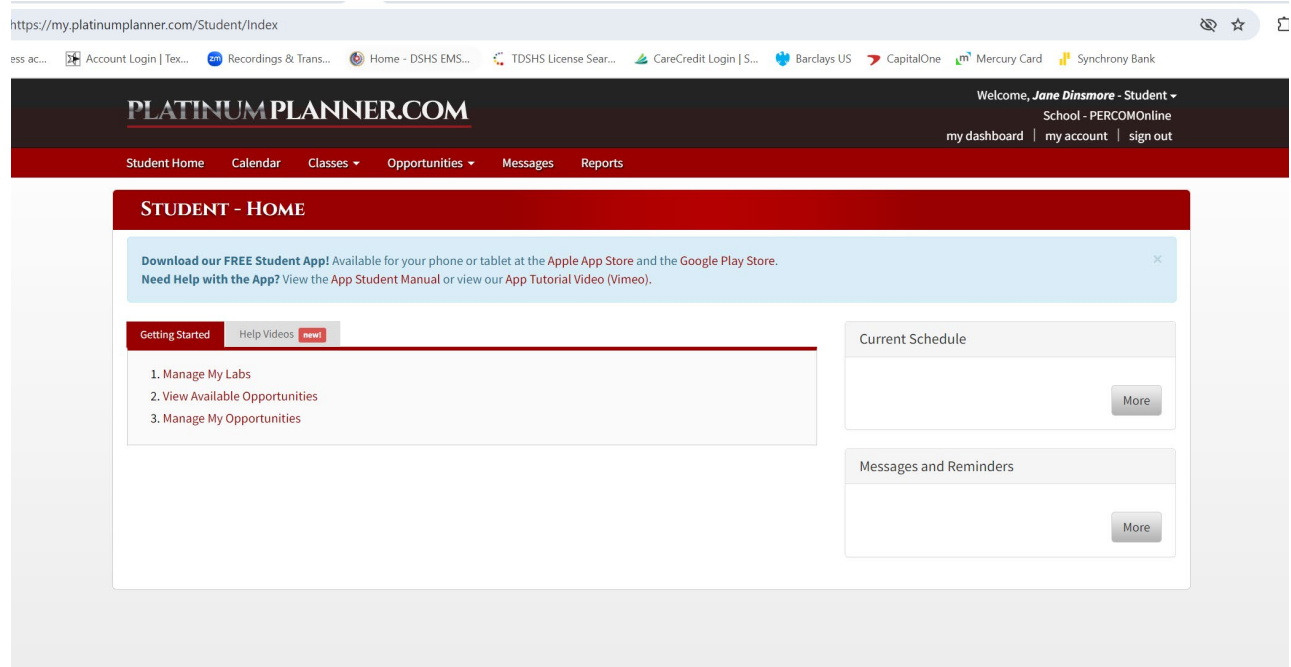 https://my.platinumplanner.com/Student/Index
ess ac... Account Login | Tex... Recordings & Trans... Home - DSHS EMS... TDSHS License Sear... CareCredit Login | S... Barclays US CapitalOne Mercury Card Synchrony Bank
PLATINUMPLANNER.COM
Welcome, Jane Dinsmore - Student
School - PERCOMOnline
my dashboard | my account | sign out
Student Home Calendar Classes Opportunities Messages Reports
STUDENT - HOME
Download our FREE Student App! Available for your phone or tablet at the Apple App Store and the Google Play Store.
Need Help with the App? View the App Student Manual or view our App Tutorial Video (Vimeo).
Getting Started Help Videos new!
1. Manage My Labs
2. View Available Opportunities
3. Manage My Opportunities
Current Schedule
More
Messages and Reminders
More